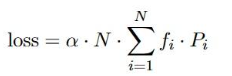 loss = α · N · ∑_{i=1}^{N} f_i · P_i